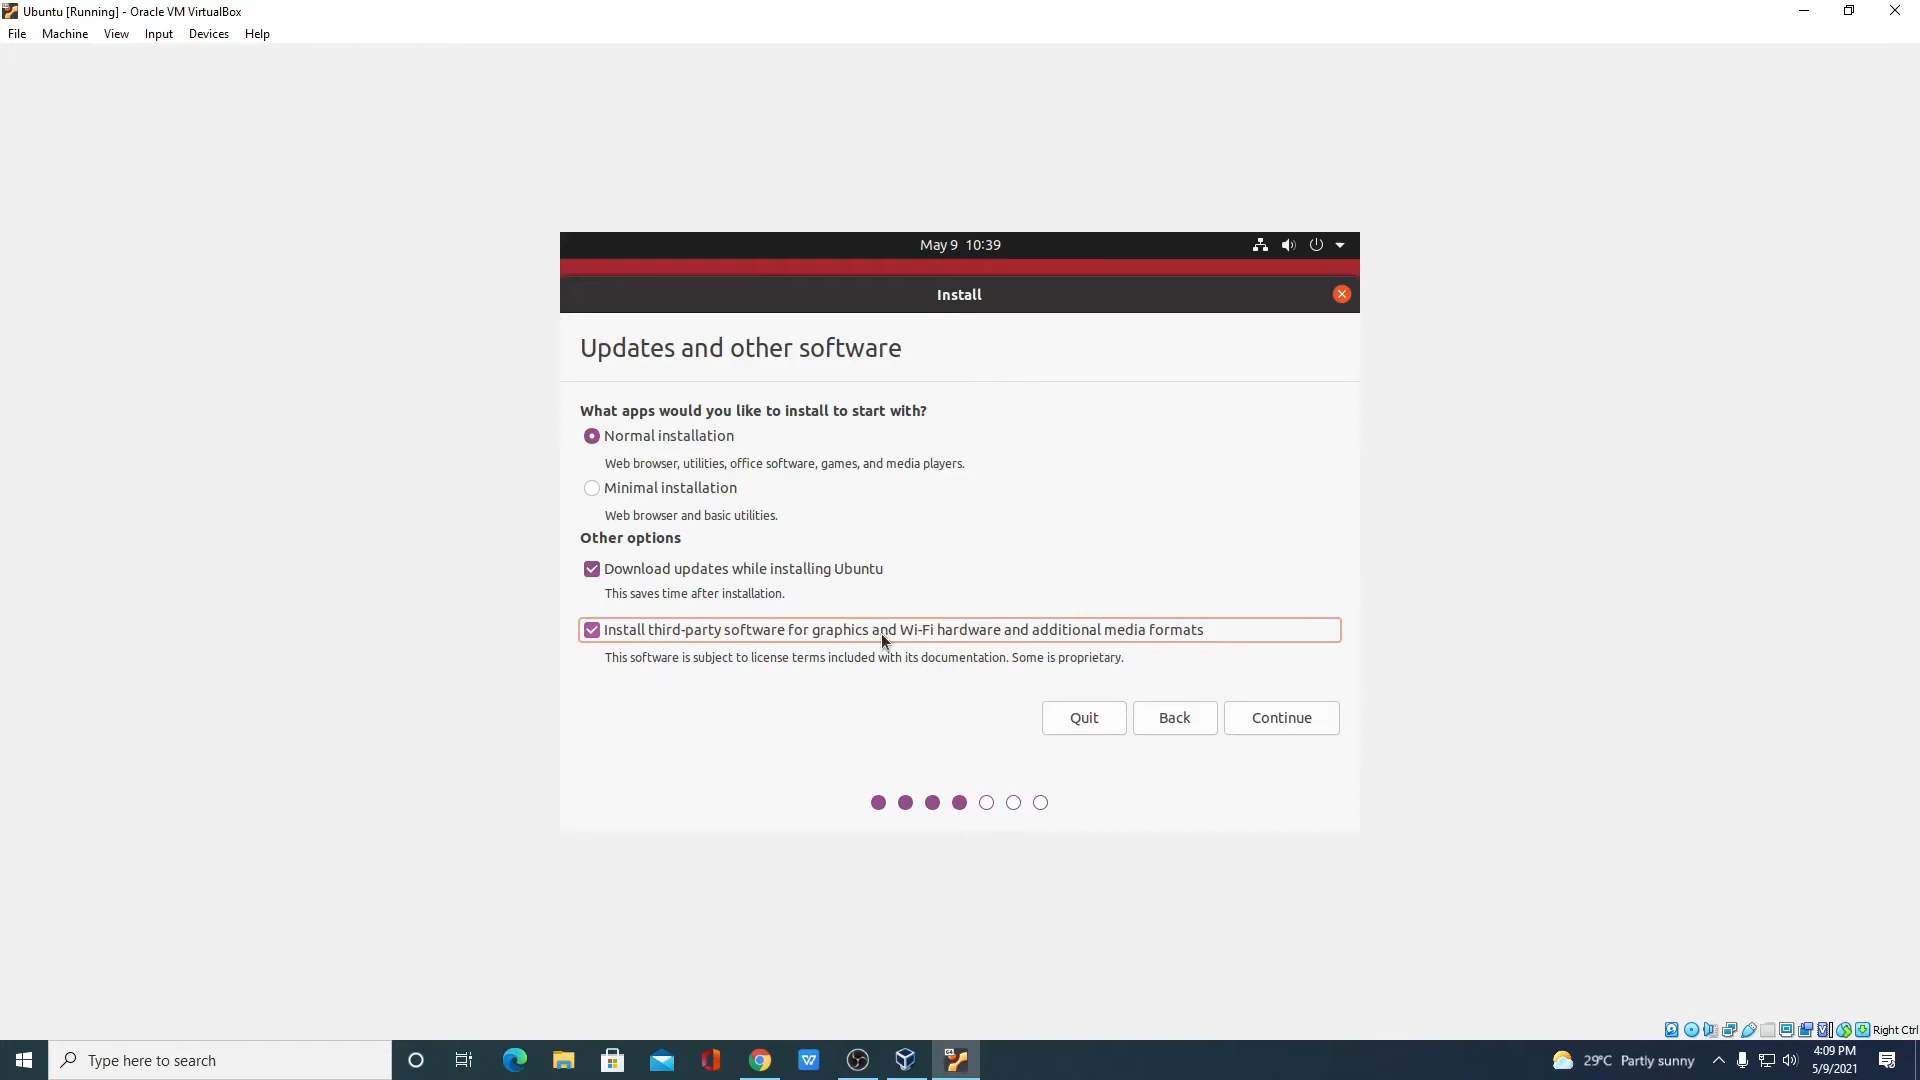 Ubuntu [Running] - Oracle VM VirtualBox
File Machine View Input Devices Help
May 9 10:39
Install
Updates and other software
What apps would you like to install to start with?
Normal installation
Web browser, utilities, office software, games, and media players.
Minimal installation
Web browser and basic utilities.
Other options
Download updates while installing Ubuntu
This saves time after installation.
Install third-party software for graphics and Wi-Fi hardware and additional media formats
This software is subject to license terms included with its documentation. Some is proprietary.
Quit Back Continue
Right Ctrl
Type here to search
29°C Partly sunny
4:09 PM
5/9/2021